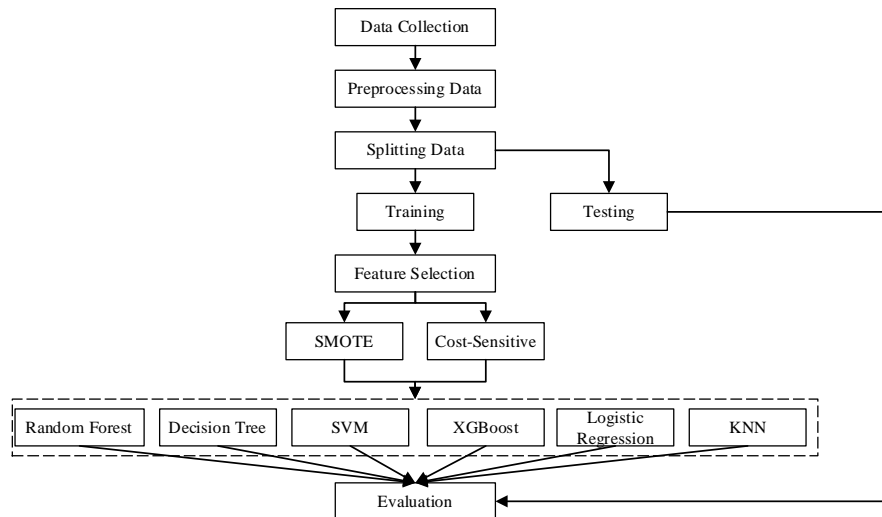 Data Collection
Preprocessing Data
Splitting Data
Training
Testing
Feature Selection
SMOTE
Cost-Sensitive
Random Forest
Decision Tree
SVM
XGBoost
Logistic
Regression
KNN
Evaluation